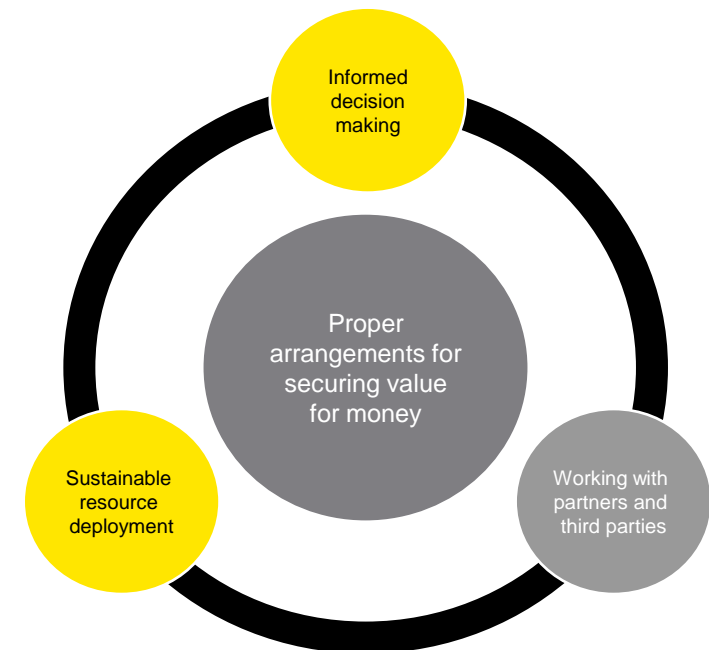 Informed
decision
making
Proper
arrangements for
securing value
for money
Sustainable
resource
deployment
Working with
partners and
third parties